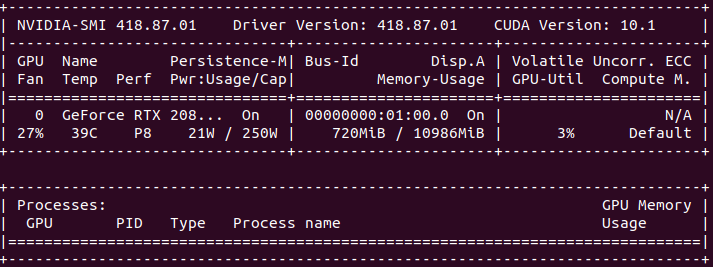 +-----------------------------------------------------------------------------+
| NVIDIA-SMI 418.87.01    Driver Version: 418.87.01    CUDA Version: 10.1     |
|-------------------------------+----------------------+----------------------+
| GPU  Name        Persistence-M| Bus-Id        Disp.A | Volatile Uncorr. ECC |
| Fan  Temp  Perf  Pwr:Usage/Cap|         Memory-Usage | GPU-Util  Compute M. |
|===============================+======================+======================|
|   0  GeForce RTX 208...  On   | 00000000:01:00.0  On |                  N/A |
| 27%   39C    P8    21W / 250W |    720MiB / 10986MiB |      3%      Default |
+-------------------------------+----------------------+----------------------+

+-----------------------------------------------------------------------------+
| Processes:                                                       GPU Memory |
|  GPU       PID   Type   Process name                             Usage      |
|=============================================================================|
+-----------------------------------------------------------------------------+